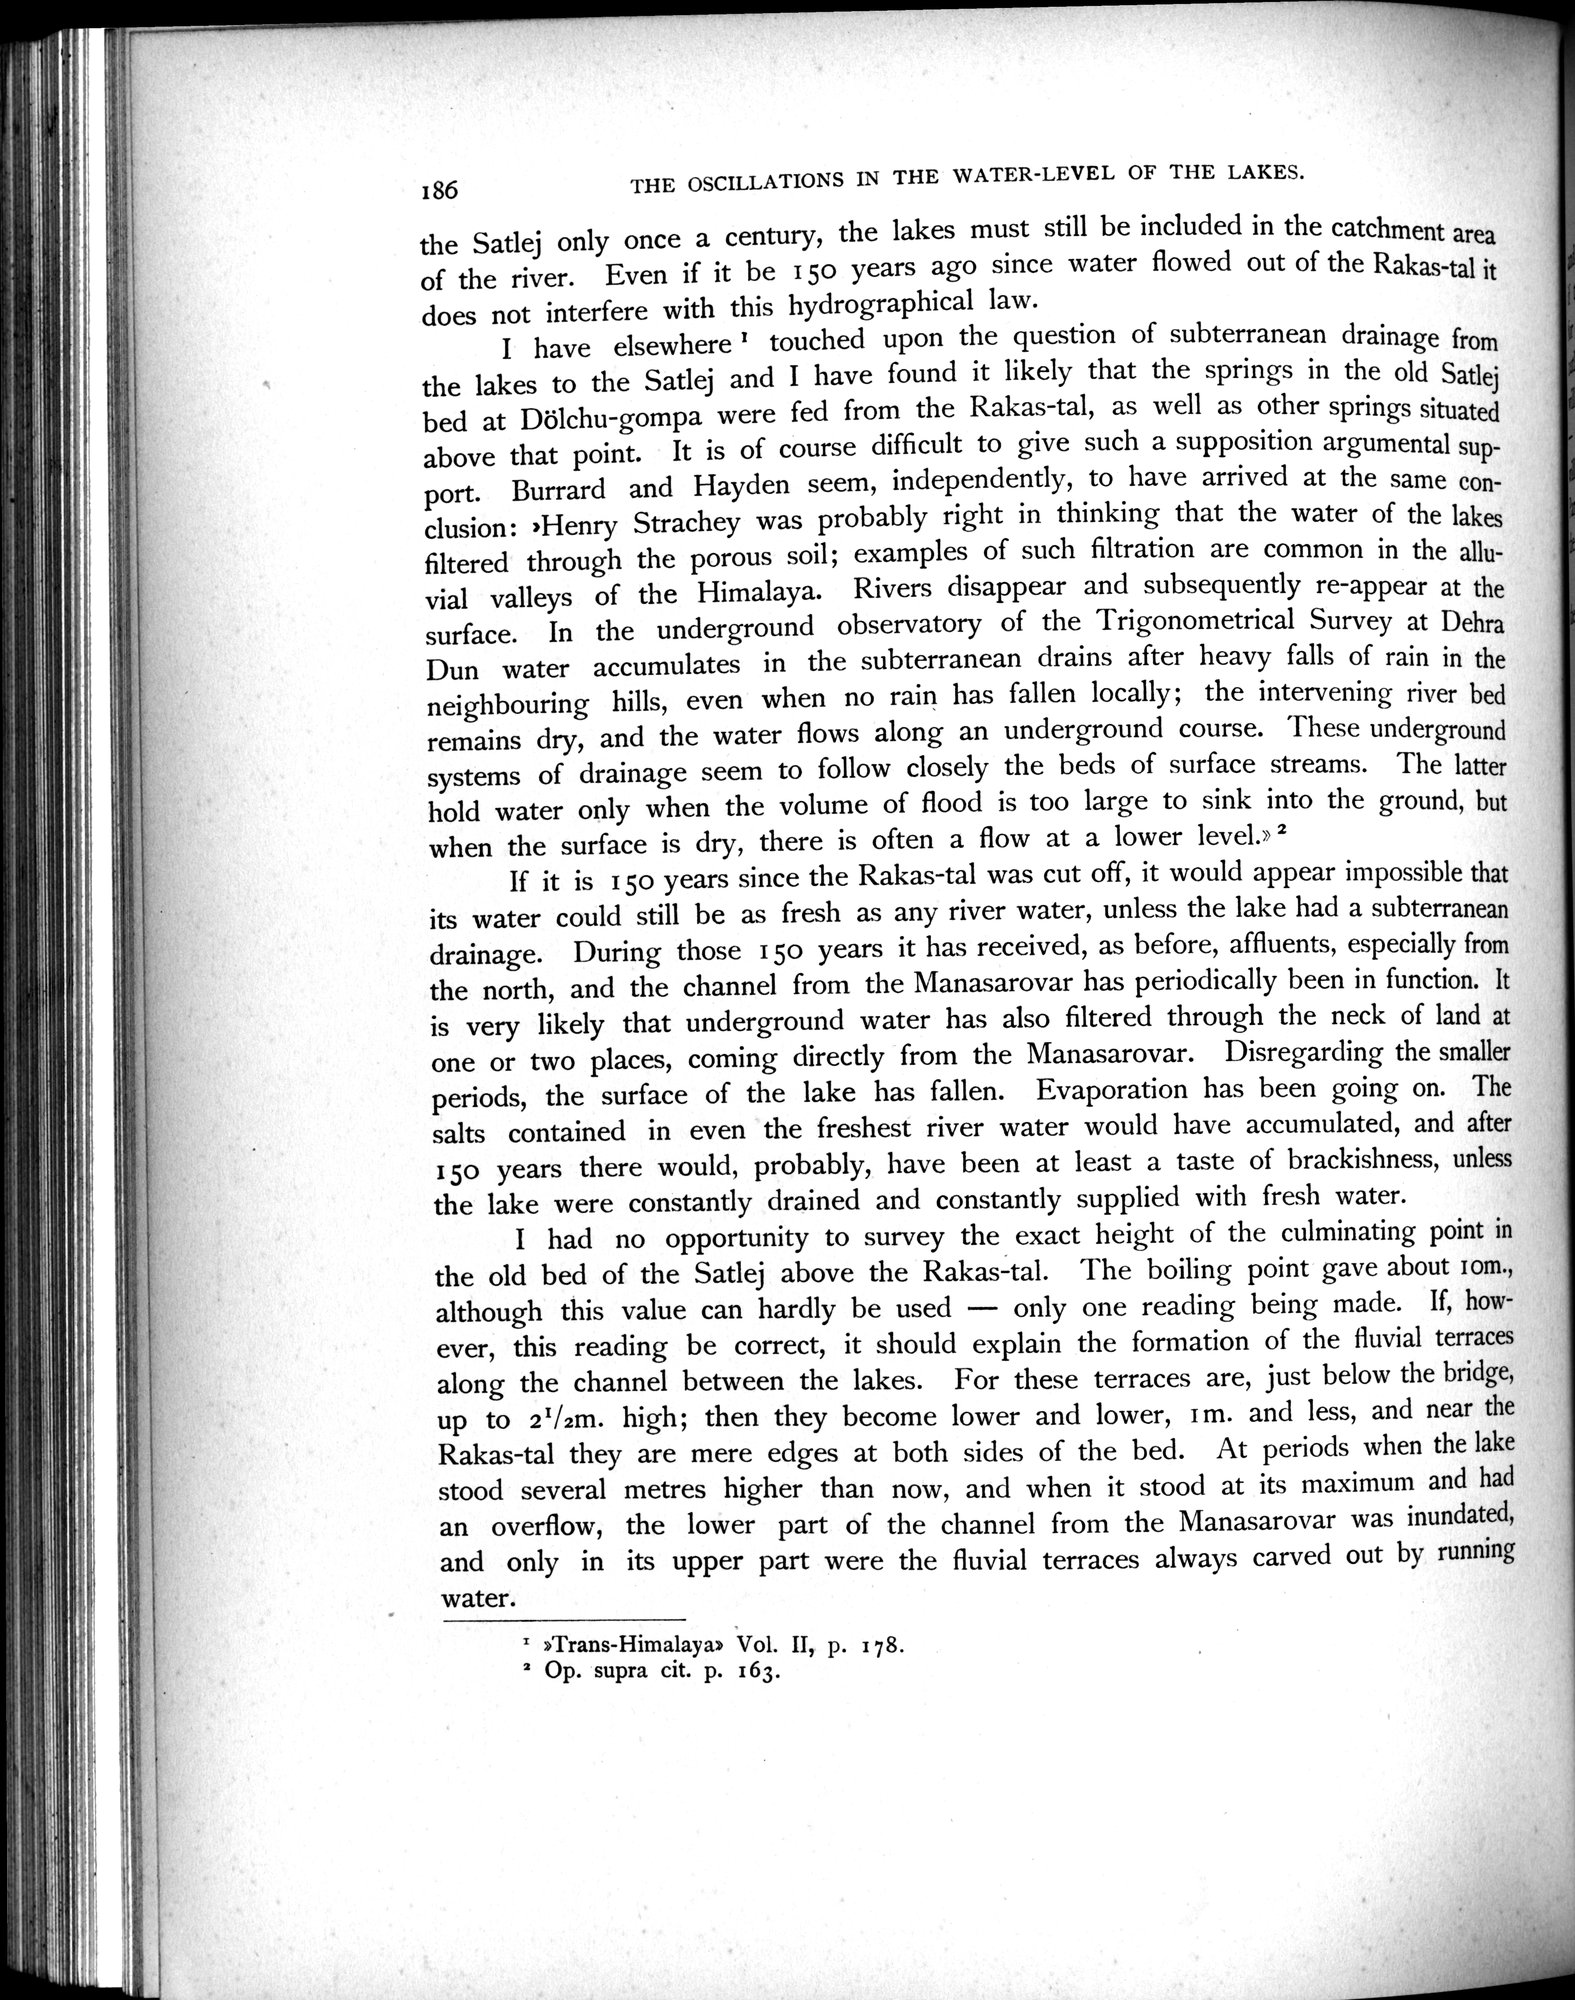 186 THE OSCILLATIONS IN THE WATER-LEVEL OF THE LAKES.
the Satlej only once a century, the lakes must still be included in the catchment area
of the river. Even if it be 150 years ago since water flowed out of the Rakas-tal it
does not interfere with this hydrographical law.
I have elsewhere ¹ touched upon the question of subterranean drainage from
the lakes to the Satlej and I have found it likely that the springs in the old Satlej
bed at Dölchu-gompa were fed from the Rakas-tal, as well as other springs situated
above that point. It is of course difficult to give such a supposition argumental sup-
port. Burrard and Hayden seem, independently, to have arrived at the same con-
clusion: »Henry Strachey was probably right in thinking that the water of the lakes
filtered through the porous soil; examples of such filtration are common in the allu-
vial valleys of the Himalaya. Rivers disappear and subsequently re-appear at the
surface. In the underground observatory of the Trigonometrical Survey at Dehra
Dun water accumulates in the subterranean drains after heavy falls of rain in the
neighbouring hills, even when no rain has fallen locally; the intervening river bed
remains dry, and the water flows along an underground course. These underground
systems of drainage seem to follow closely the beds of surface streams. The latter
hold water only when the volume of flood is too large to sink into the ground, but
when the surface is dry, there is often a flow at a lower level.» ²
If it is 150 years since the Rakas-tal was cut off, it would appear impossible that
its water could still be as fresh as any river water, unless the lake had a subterranean
drainage. During those 150 years it has received, as before, affluents, especially from
the north, and the channel from the Manasarovar has periodically been in function. It
is very likely that underground water has also filtered through the neck of land at
one or two places, coming directly from the Manasarovar. Disregarding the smaller
periods, the surface of the lake has fallen. Evaporation has been going on. The
salts contained in even the freshest river water would have accumulated, and after
150 years there would, probably, have been at least a taste of brackishness, unless
the lake were constantly drained and constantly supplied with fresh water.
I had no opportunity to survey the exact height of the culminating point in
the old bed of the Satlej above the Rakas-tal. The boiling point gave about 10m.,
although this value can hardly be used — only one reading being made. If, how-
ever, this reading be correct, it should explain the formation of the fluvial terraces
along the channel between the lakes. For these terraces are, just below the bridge,
up to 2¹/2m. high; then they become lower and lower, 1m. and less, and near the
Rakas-tal they are mere edges at both sides of the bed. At periods when the lake
stood several metres higher than now, and when it stood at its maximum and had
an overflow, the lower part of the channel from the Manasarovar was inundated,
and only in its upper part were the fluvial terraces always carved out by running
water.
¹ »Trans-Himalaya» Vol. II, p. 178.
² Op. supra cit. p. 163.